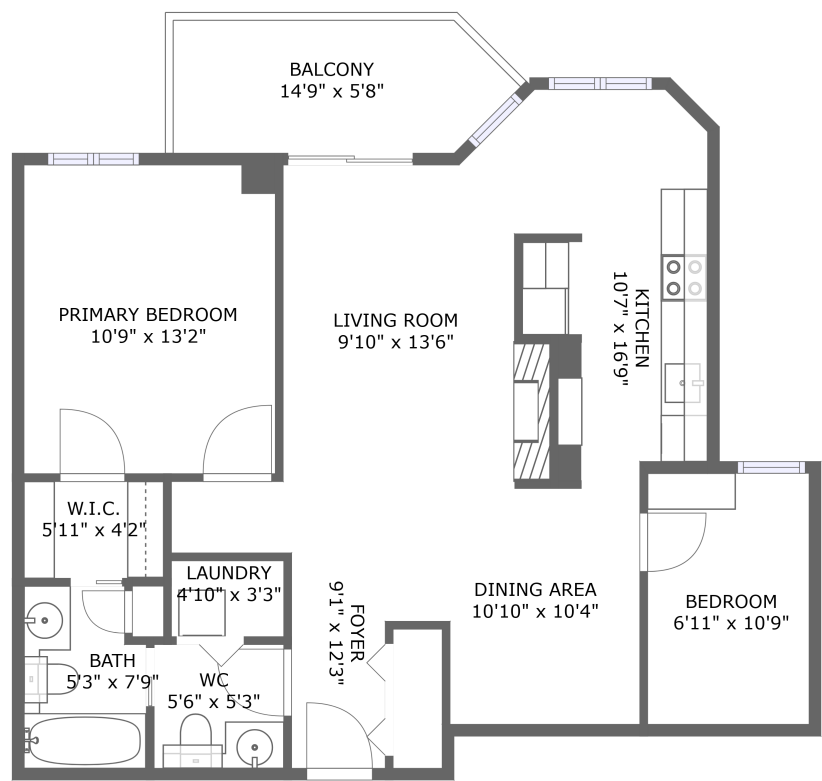 BALCONY
14'9" x 5'8"
PRIMARY BEDROOM
10'9" x 13'2"
LIVING ROOM
9'10" x 13'6"
KITCHEN
10'7" x 16'9"
W.I.C.
5'11" x 4'2"
LAUNDRY
4'10" x 3'3"
FOYER
9'1" x 12'3"
DINING AREA
10'10" x 10'4"
BEDROOM
6'11" x 10'9"
BATH
5'3" x 7'9"
WC
5'6" x 5'3"